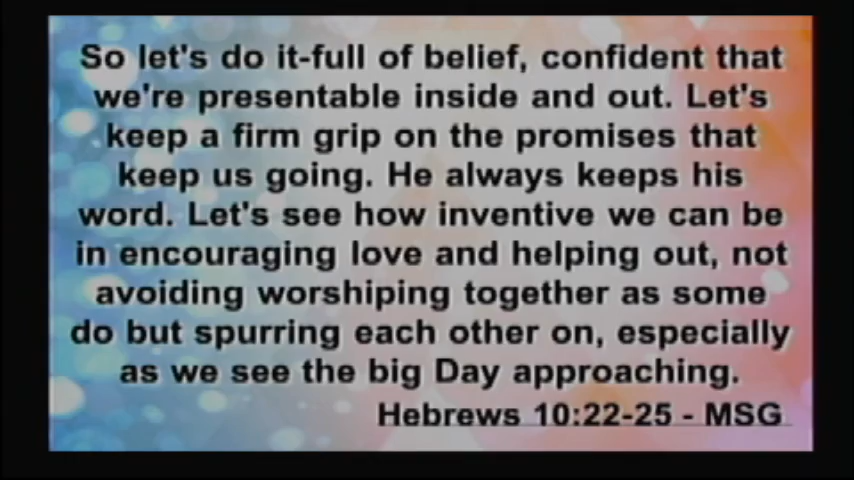 So let's do it-full of belief, confident that
we're presentable inside and out. Let's
keep a firm grip on the promises that
keep us going. He always keeps his
word. Let's see how inventive we can be
in encouraging love and helping out, not
avoiding worshiping together as some
do but spurring each other on, especially
as we see the big Day approaching.
Hebrews 10:22-25 - MSG